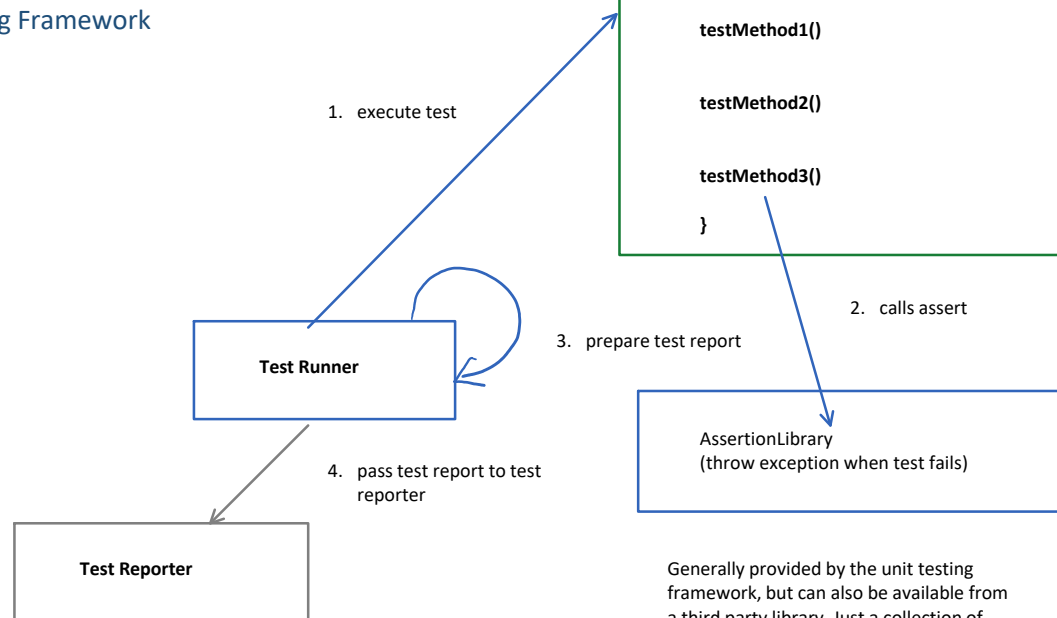 g Framework
testMethod1()
testMethod2()
testMethod3()
}
1. execute test
2. calls assert
3. prepare test report
Test Runner
AssertionLibrary
(throw exception when test fails)
4. pass test report to test
reporter
Test Reporter
Generally provided by the unit testing
framework, but can also be available from
a third party library. Just a collection of